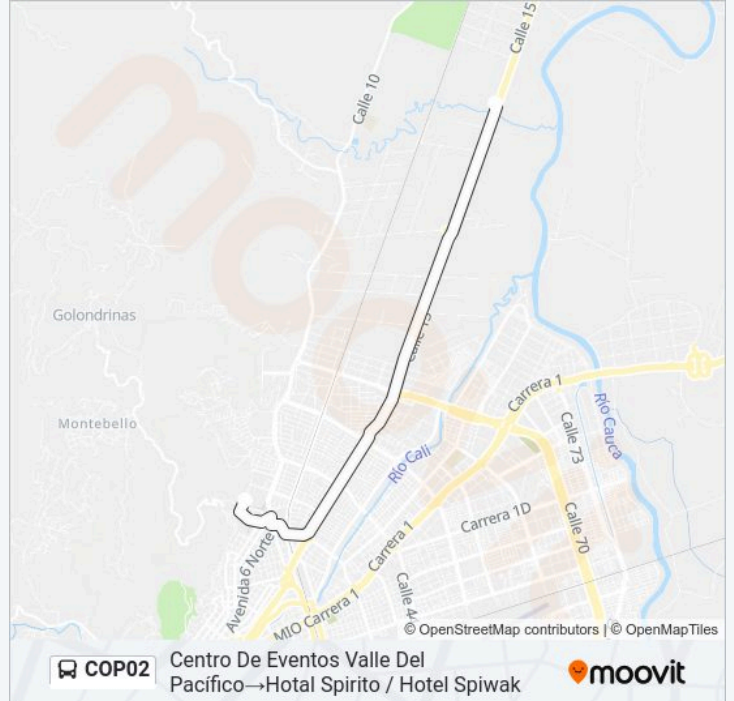 Calle 15
Calle 10
Calle 15
Golondrinas
Montebello
Carrera 1
Río Cauca
Calle 73
Río Cali
Carrera 1D
Calle 70
Carrera 1
Avenida 6 Norte
Calle 44
MIO Carrera 1
© OpenStreetMap contributors | © OpenMapTiles
COP02
Centro De Eventos Valle Del
Pacífico→Hotal Spirito / Hotel Spiwak
moovit